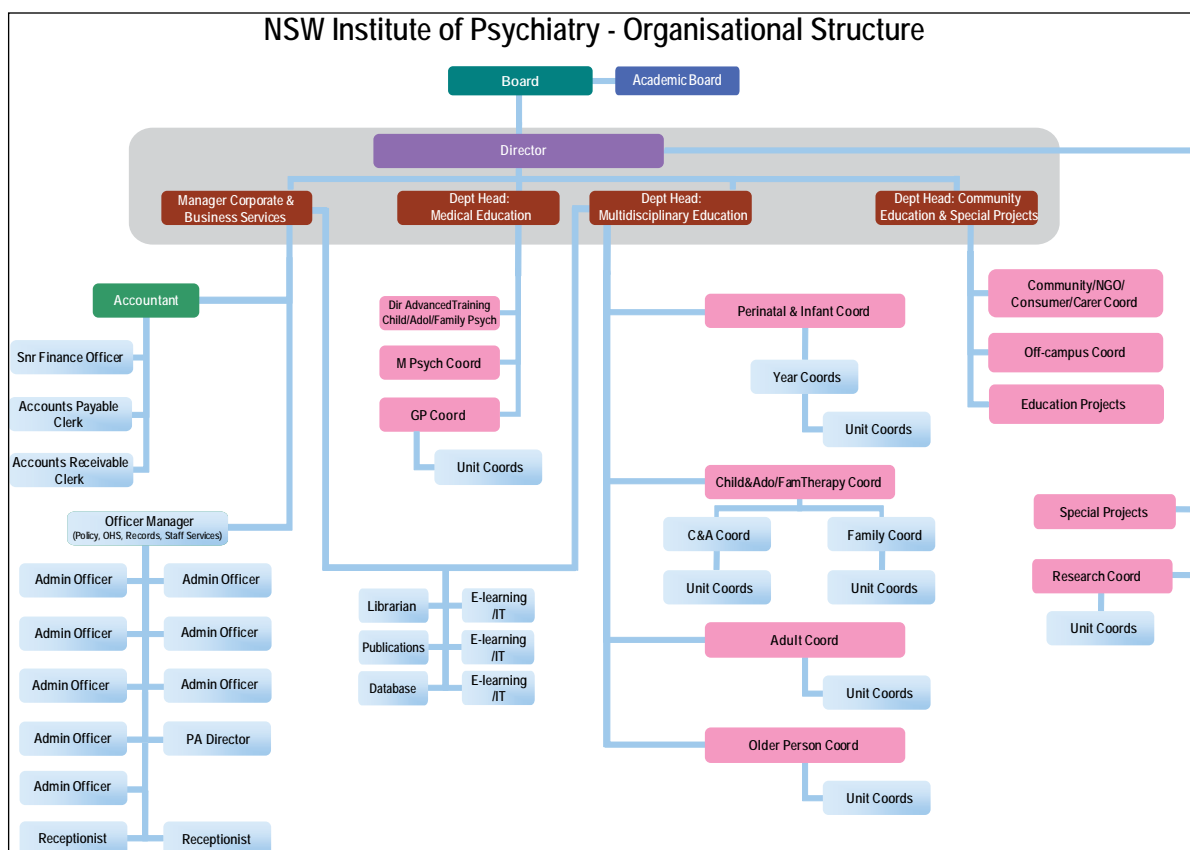 NSW Institute of Psychiatry - Organisational Structure
Board
Academic Board
Director
Manager Corporate &
Business Services
Dept Head:
Medical Education
Dept Head:
Multidisciplinary Education
Dept Head: Community
Education & Special Projects
Accountant
Snr Finance Officer
Accounts Payable
Clerk
Accounts Receivable
Clerk
Officer Manager
(Policy, OHS, Records, Staff Services)
Admin Officer
Admin Officer
Admin Officer
Admin Officer
Admin Officer
Admin Officer
Admin Officer
PA Director
Admin Officer
Receptionist
Receptionist
Dir AdvancedTraining
Child/Adol/Family Psych
M Psych Coord
GP Coord
Unit Coords
Librarian
E-learning
/IT
Publications
E-learning
/IT
Database
E-learning
/IT
Perinatal & Infant Coord
Year Coords
Unit Coords
Child&Ado/FamTherapy Coord
C&A Coord
Family Coord
Unit Coords
Unit Coords
Adult Coord
Unit Coords
Older Person Coord
Unit Coords
Community/NGO/
Consumer/Carer Coord
Off-campus Coord
Education Projects
Special Projects
Research Coord
Unit Coords